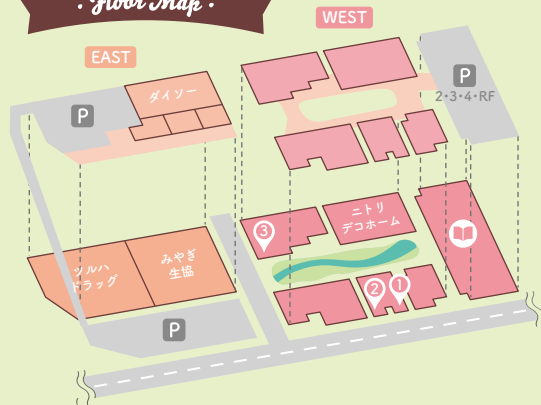 Floor Map
WEST
EAST
P
2・3・4・RF
ダイソー
P
ニトリ
デコホーム
3
みやぎ
生協
ツルハ
ドラッグ
2
1
P